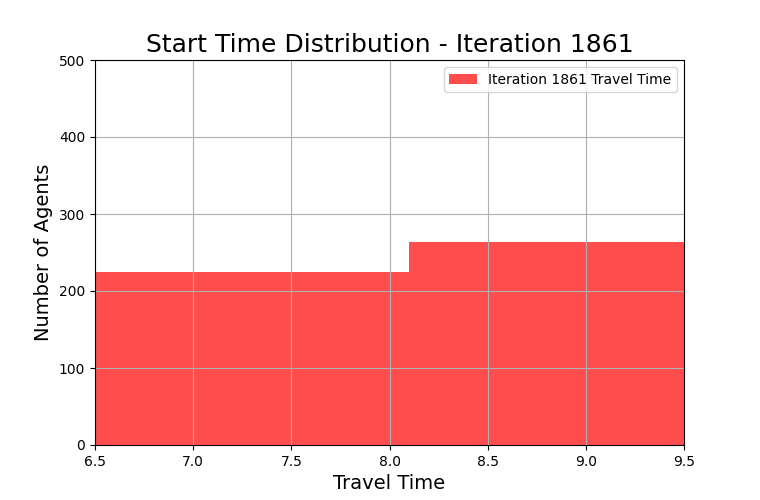 Start Time Distribution - Iteration 1861
Iteration 1861 Travel Time
Number of Agents
500
400
300
200
100
0
6.5 7.0 7.5 8.0 8.5 9.0 9.5
Travel Time